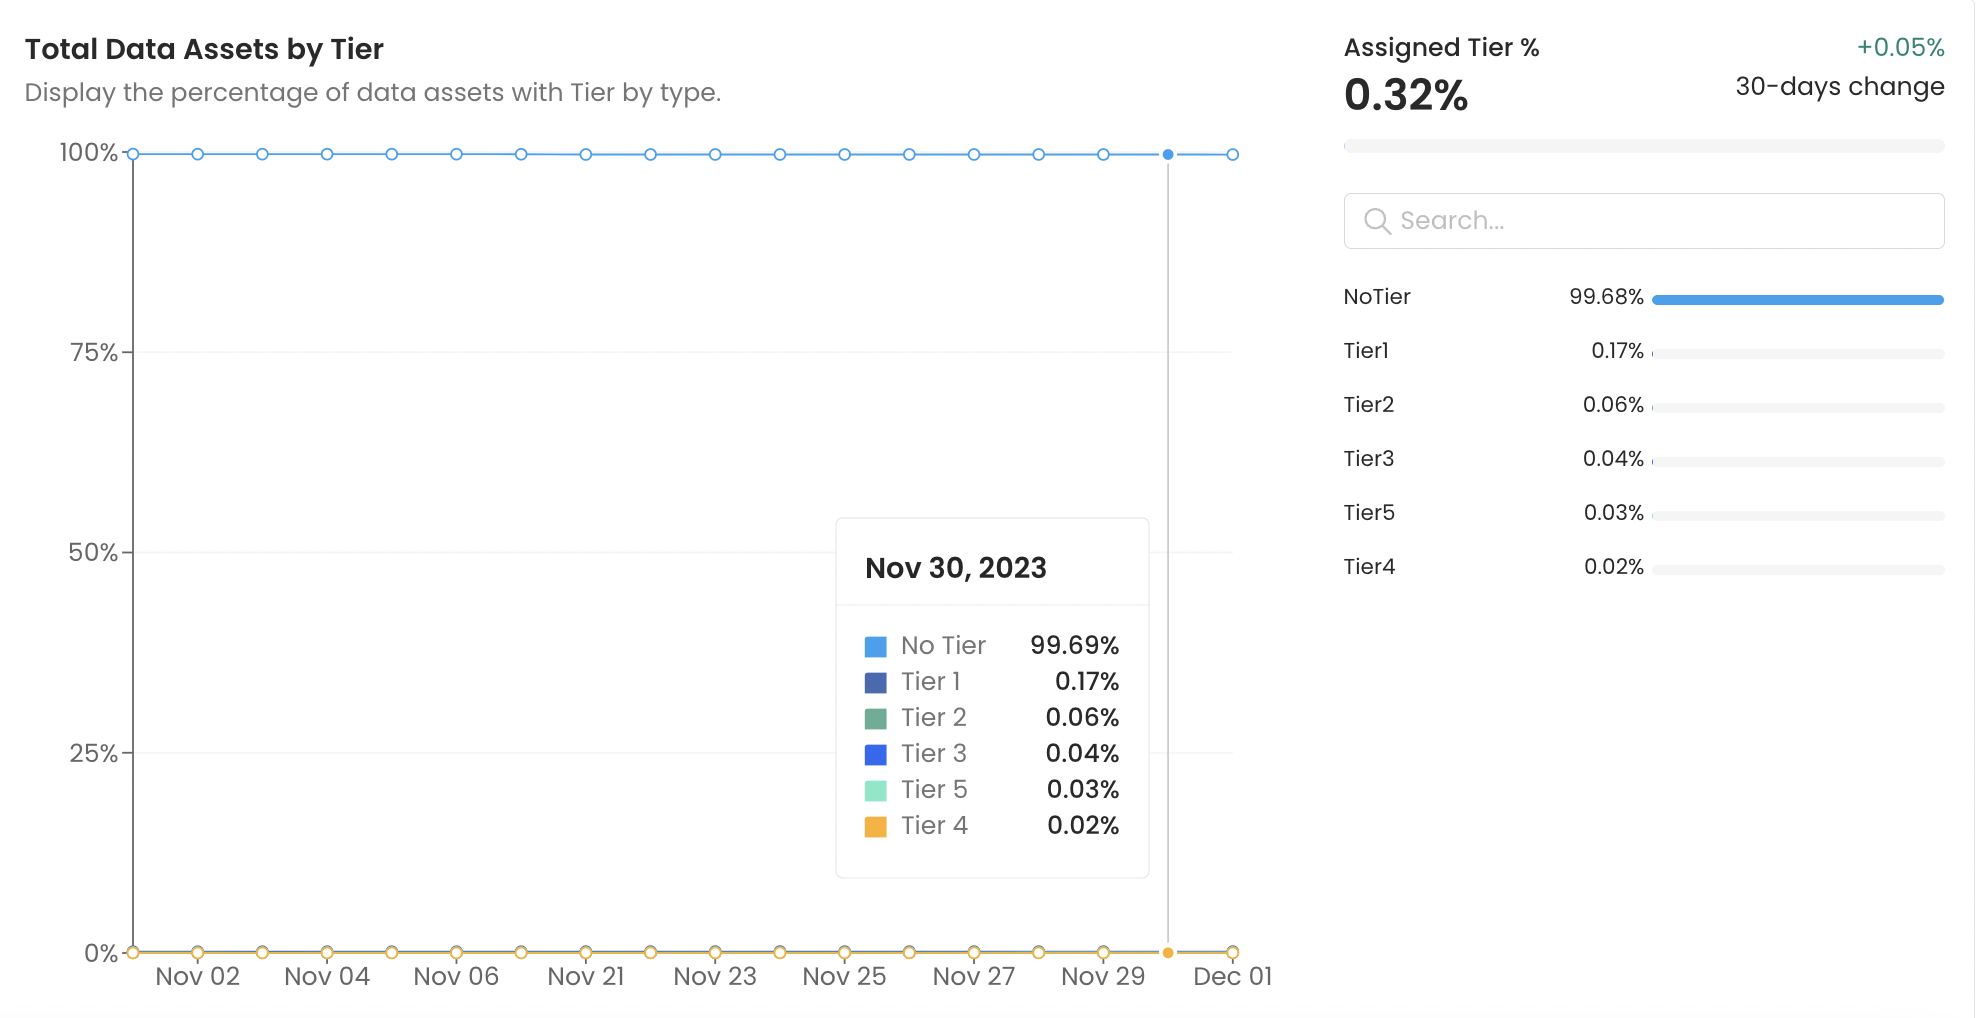 Total Data Assets by Tier
Display the percentage of data assets with Tier by type.
100%
75%
50%
25%
0%
Nov 02 Nov 04 Nov 06 Nov 21 Nov 23 Nov 25 Nov 27 Nov 29 Dec 01
Nov 30, 2023
No Tier 99.69%
Tier 1 0.17%
Tier 2 0.06%
Tier 3 0.04%
Tier 5 0.03%
Tier 4 0.02%
Assigned Tier % +0.05%
0.32% 30-days change
Search...
NoTier 99.68%
Tier1 0.17%
Tier2 0.06%
Tier3 0.04%
Tier5 0.03%
Tier4 0.02%